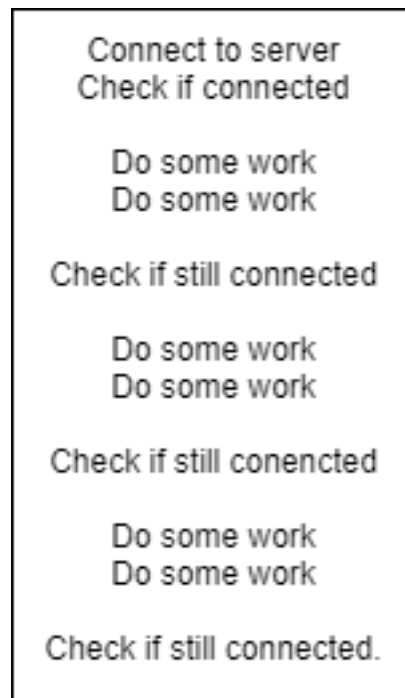 Connect to server
Check if connected
Do some work
Do some work
Check if still connected
Do some work
Do some work
Check if still conencted
Do some work
Do some work
Check if still connected.